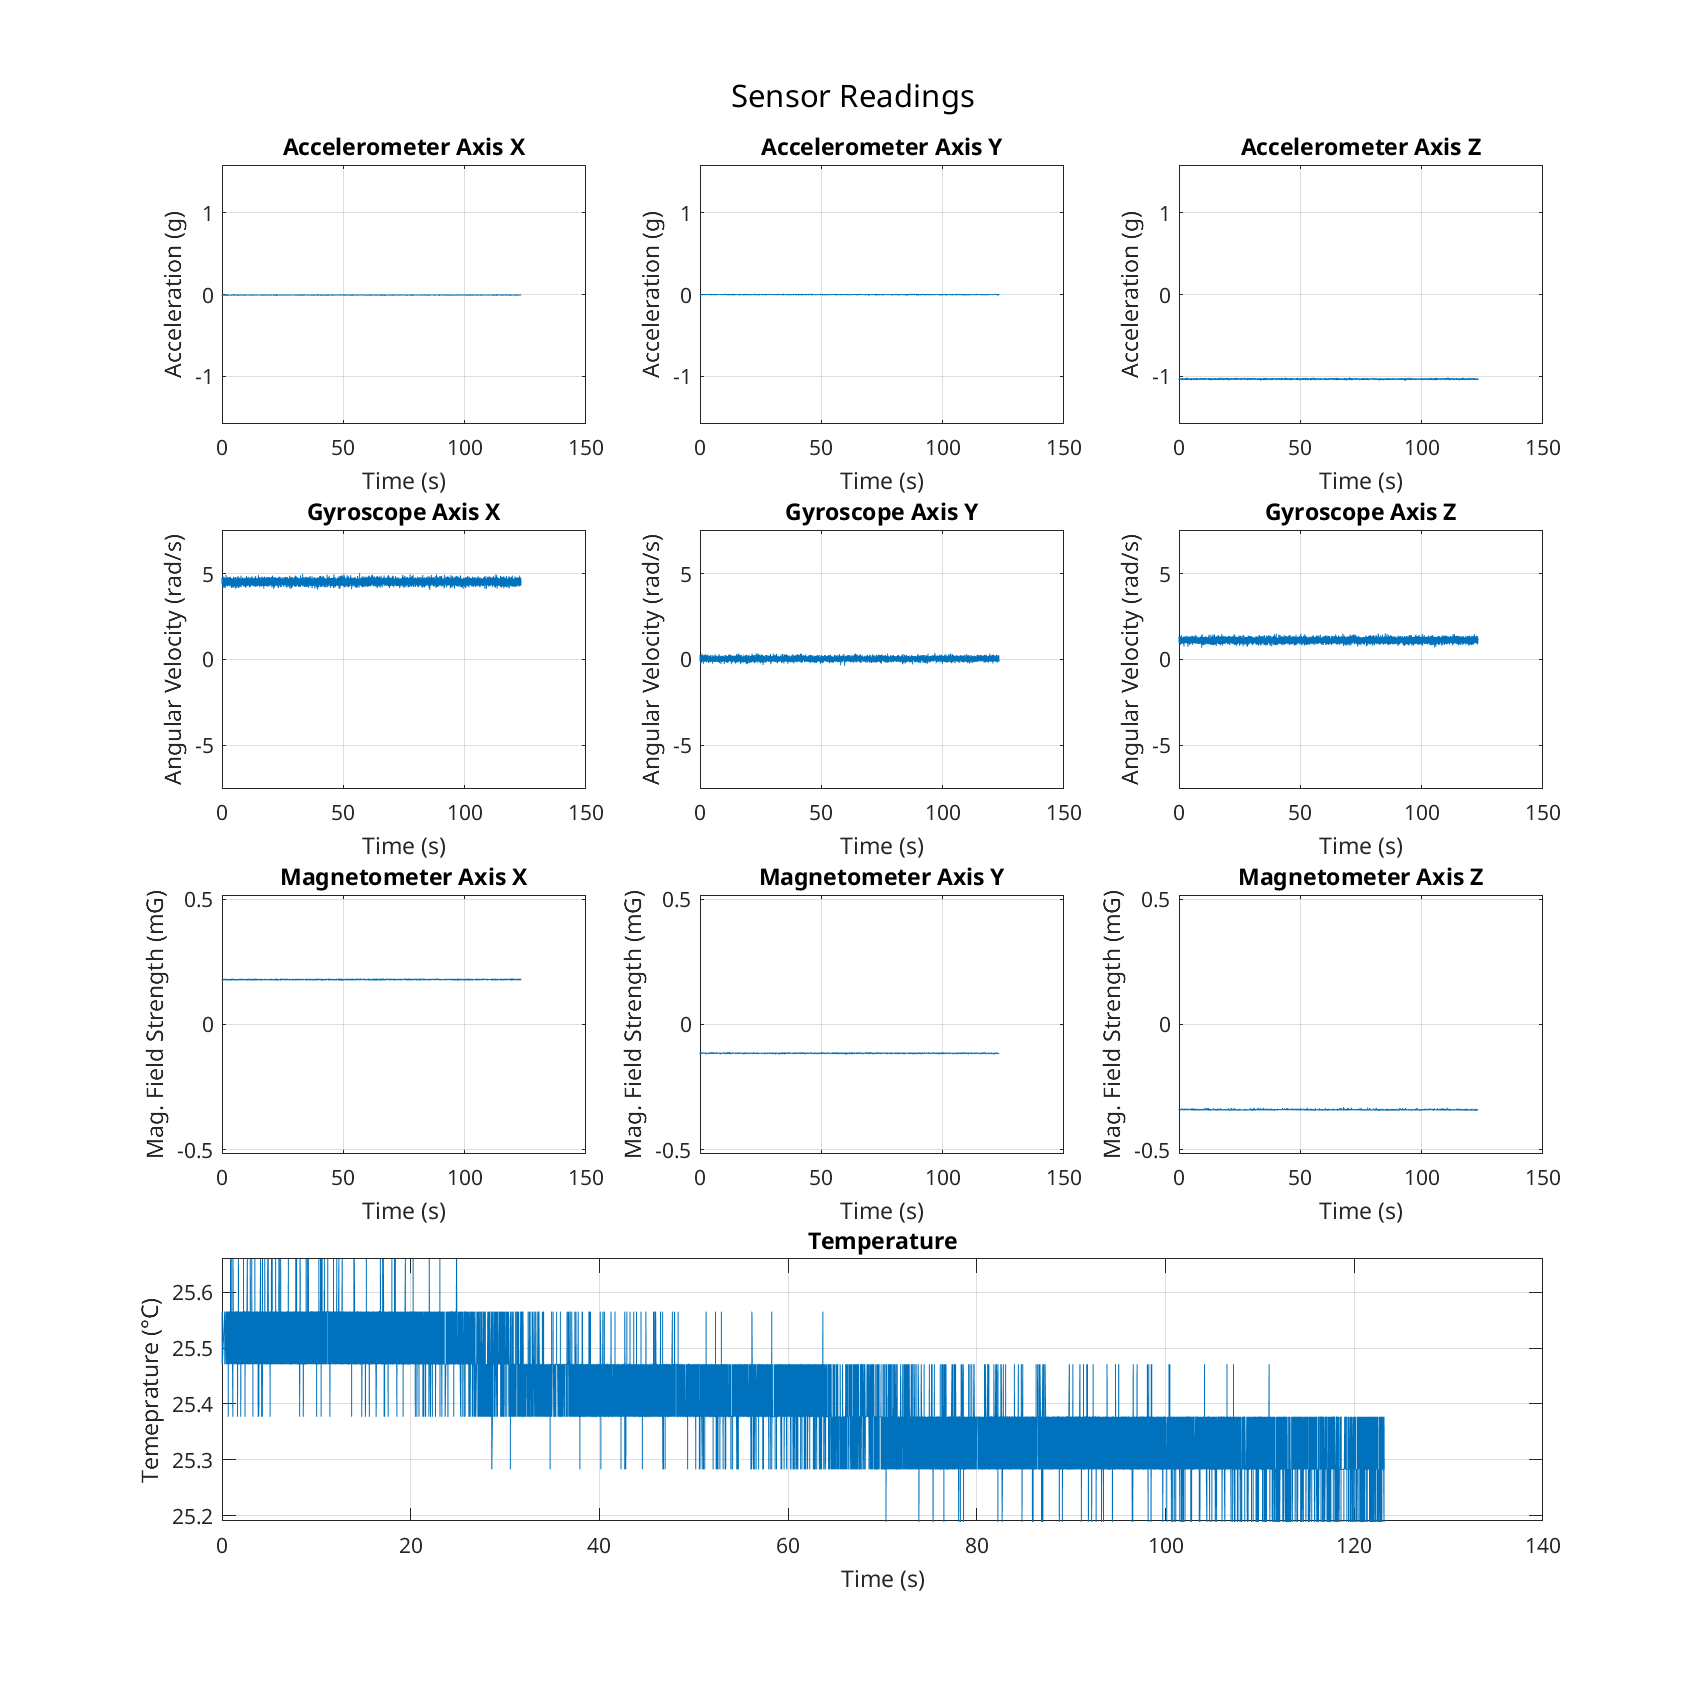 Sensor Readings
Accelerometer Axis X
Accelerometer Axis Y
Accelerometer Axis Z
Acceleration (g)
1
0
-1
0 50 100 150
Time (s)
Acceleration (g)
1
0
-1
0 50 100 150
Time (s)
Acceleration (g)
1
0
-1
0 50 100 150
Time (s)
Gyroscope Axis X
Gyroscope Axis Y
Gyroscope Axis Z
Angular Velocity (rad/s)
5
0
-5
0 50 100 150
Time (s)
Angular Velocity (rad/s)
5
0
-5
0 50 100 150
Time (s)
Angular Velocity (rad/s)
5
0
-5
0 50 100 150
Time (s)
Magnetometer Axis X
Magnetometer Axis Y
Magnetometer Axis Z
Mag. Field Strength (mG)
0.5
0
-0.5
0 50 100 150
Time (s)
Mag. Field Strength (mG)
0.5
0
-0.5
0 50 100 150
Time (s)
Mag. Field Strength (mG)
0.5
0
-0.5
0 50 100 150
Time (s)
Temperature
Temeprature (°C)
25.6
25.5
25.4
25.3
25.2
0 20 40 60 80 100 120 140
Time (s)